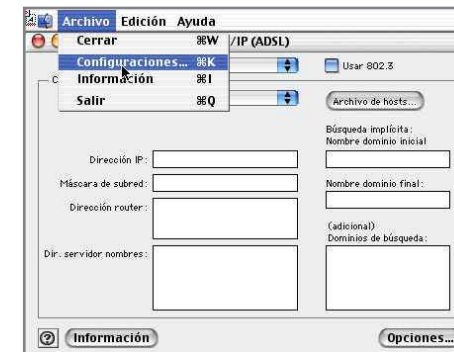 Archivo Edición Ayuda
Cerrar ⌘W
/IP (ADSL)
Configuraciones... ⌘K
Usar 802.3
Información ⌘I
Salir ⌘Q
Archivo de hosts...
Búsqueda implícita:
Nombre dominio inicial
Dirección IP:
Máscara de subred:
Nombre dominio final:
Dirección router:
(adicional)
Dominios de búsqueda:
Dir. servidor nombres:
? Información
Opciones...